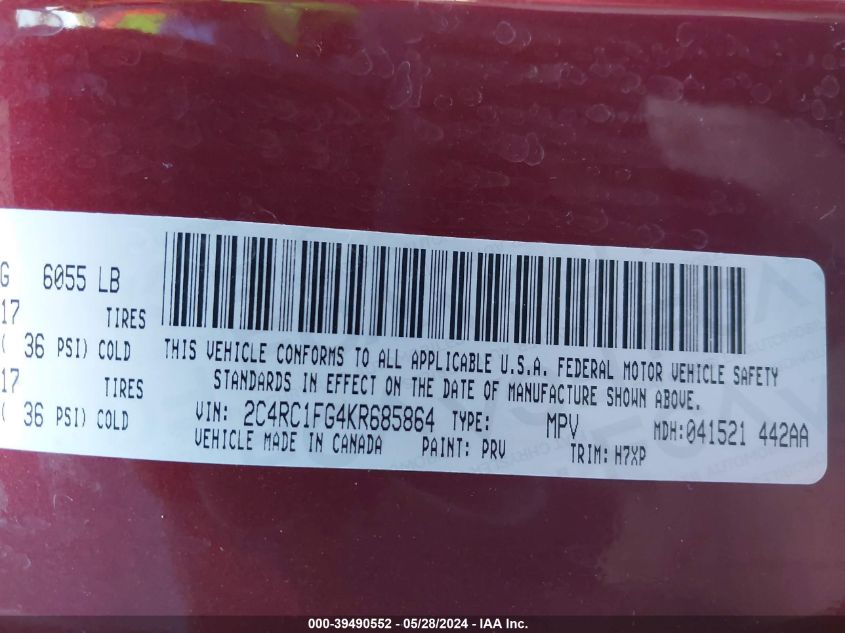 G 6055 LB
17 TIRES
( 36 PSI) COLD
17 TIRES
( 36 PSI) COLD
THIS VEHICLE CONFORMS TO ALL APPLICABLE U.S.A. FEDERAL MOTOR VEHICLE SAFETY
STANDARDS IN EFFECT ON THE DATE OF MANUFACTURE SHOWN ABOVE.
VIN: 2C4RC1FG4KR685864 TYPE: MPV MDH:041521 442AA
VEHICLE MADE IN CANADA PAINT: PRV TRIM: H7XP
000-39490552 - 05/28/2024 - IAA Inc.